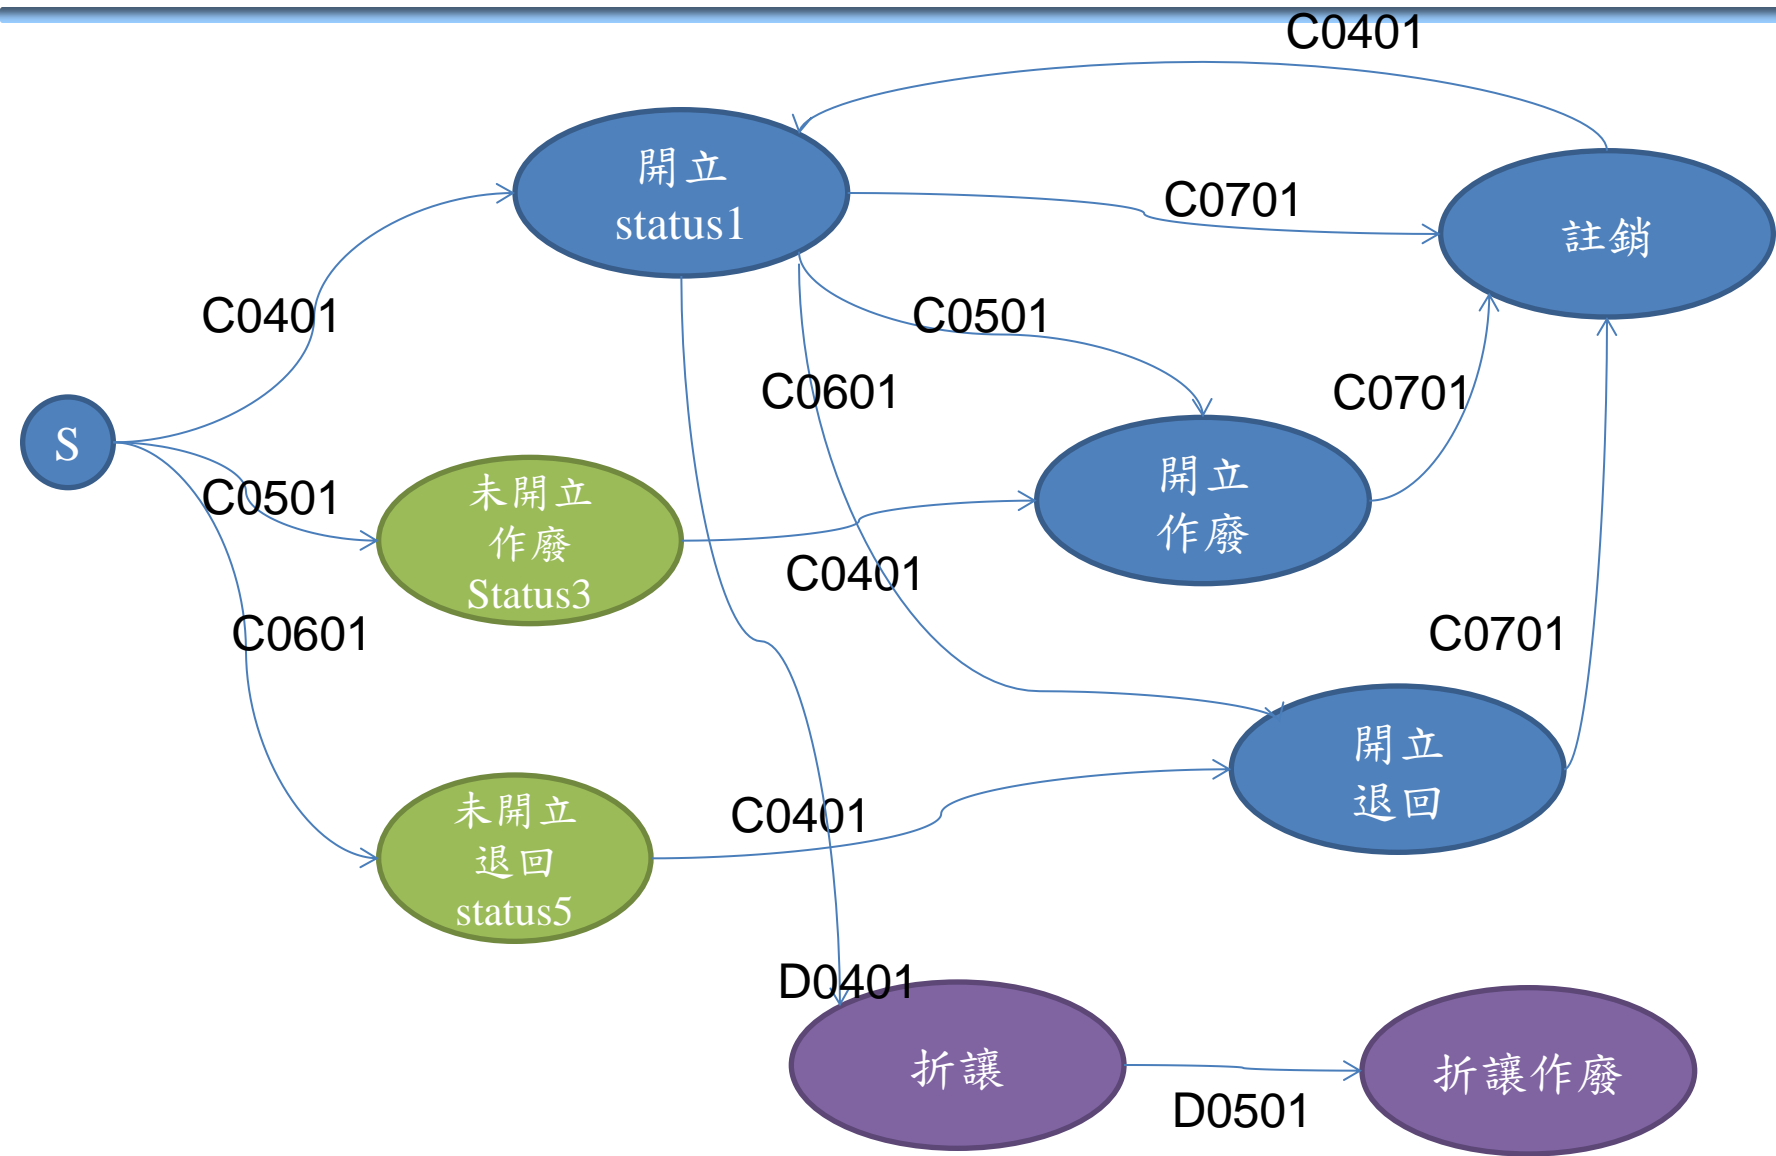 C0401
開立
status1
C0701
註銷
C0401
C0501
C0601
C0701
S
C0501
未開立
作廢
Status3
開立
作廢
C0401
C0601
C0701
開立
退回
未開立
退回
status5
C0401
D0401
折讓
折讓作廢
D0501